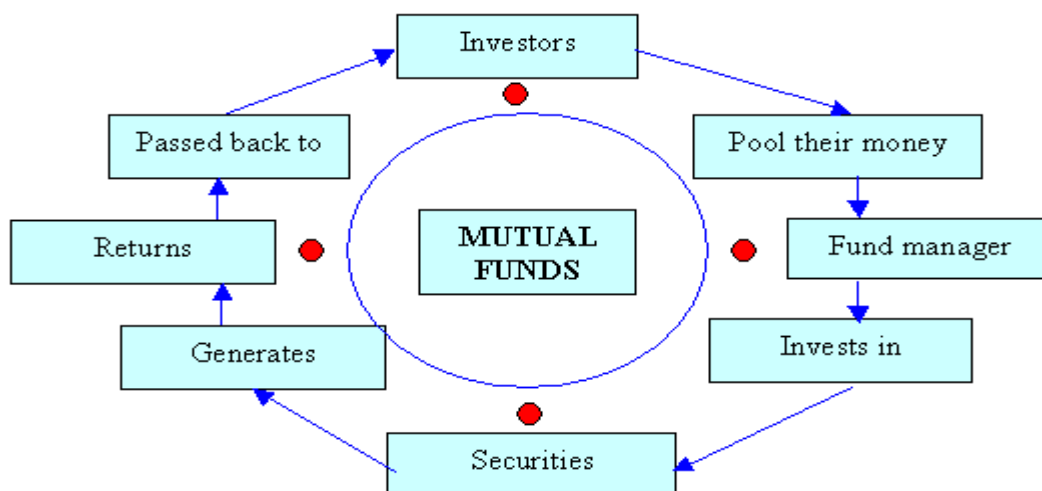 Investors
Passed back to
Pool their money
Returns
MUTUAL
FUNDS
Fund manager
Generates
Invests in
Securities